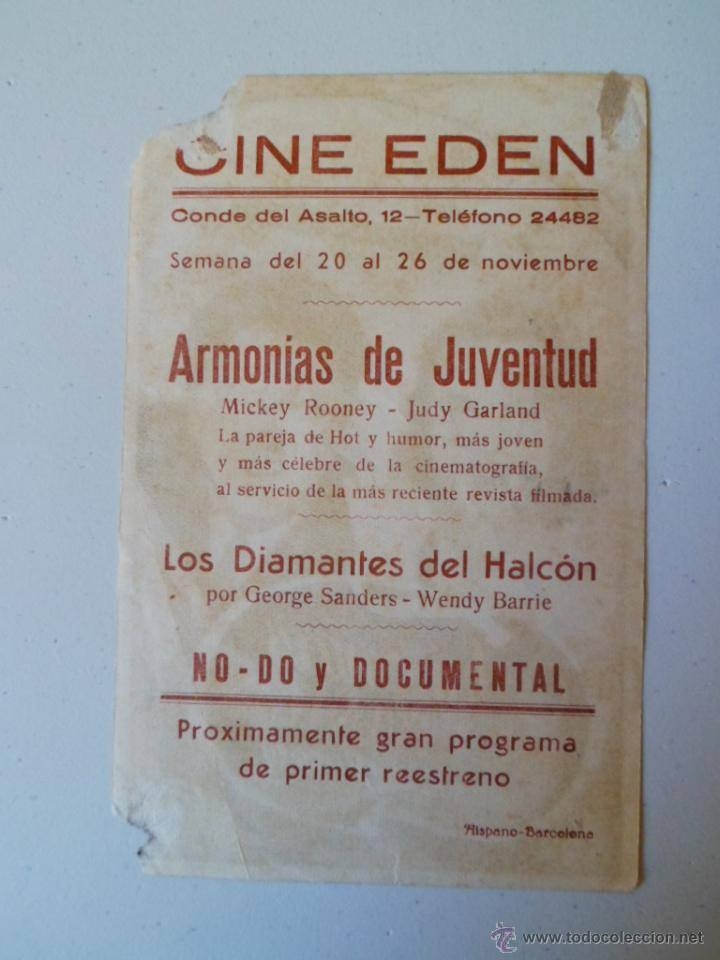 CINE EDEN
Conde del Asalto, 12—Teléfono 24482
Semana del 20 al 26 de noviembre
Armonias de Juventud
Mickey Rooney - Judy Garland
La pareja de Hot y humor, más joven
y más célebre de la cinematografía,
al servicio de la más reciente revista filmada.
Los Diamantes del Halcón
por George Sanders - Wendy Barrie
NO-DO y DOCUMENTAL
Proximamente gran programa
de primer reestreno
Hispano-Barcelona
© www.todocoleccion.net